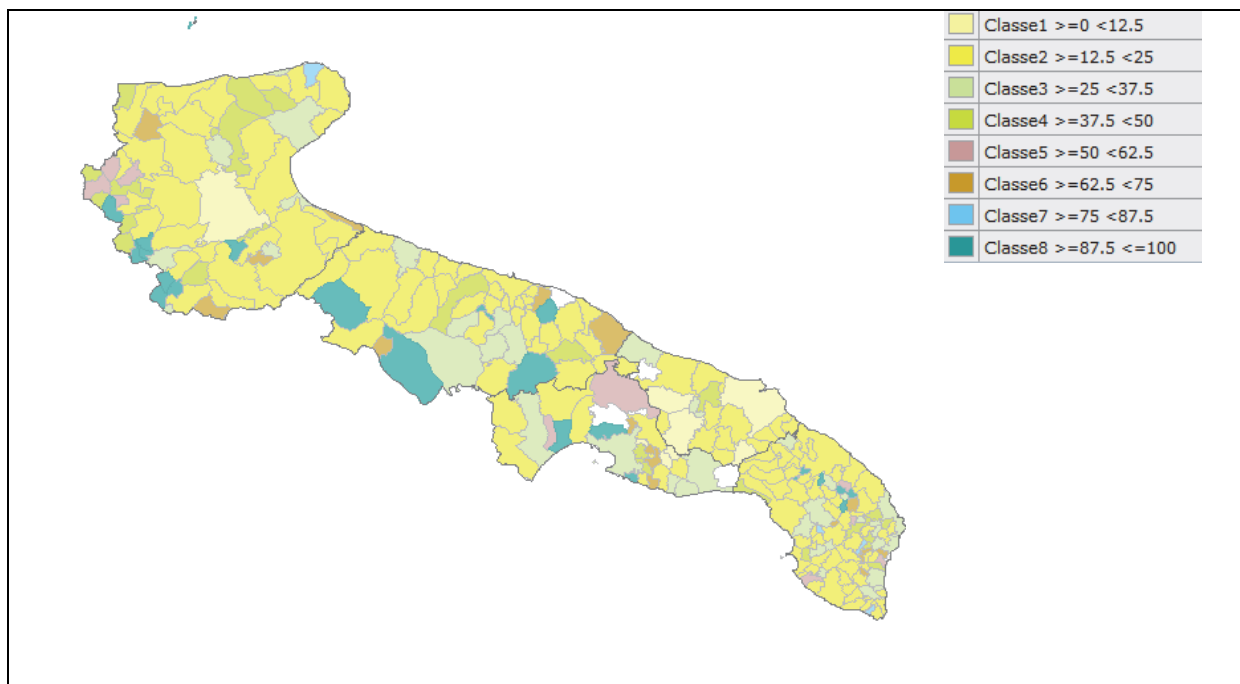 Classe1 >=0 <12.5
Classe2 >=12.5 <25
Classe3 >=25 <37.5
Classe4 >=37.5 <50
Classe5 >=50 <62.5
Classe6 >=62.5 <75
Classe7 >=75 <87.5
Classe8 >=87.5 <=100